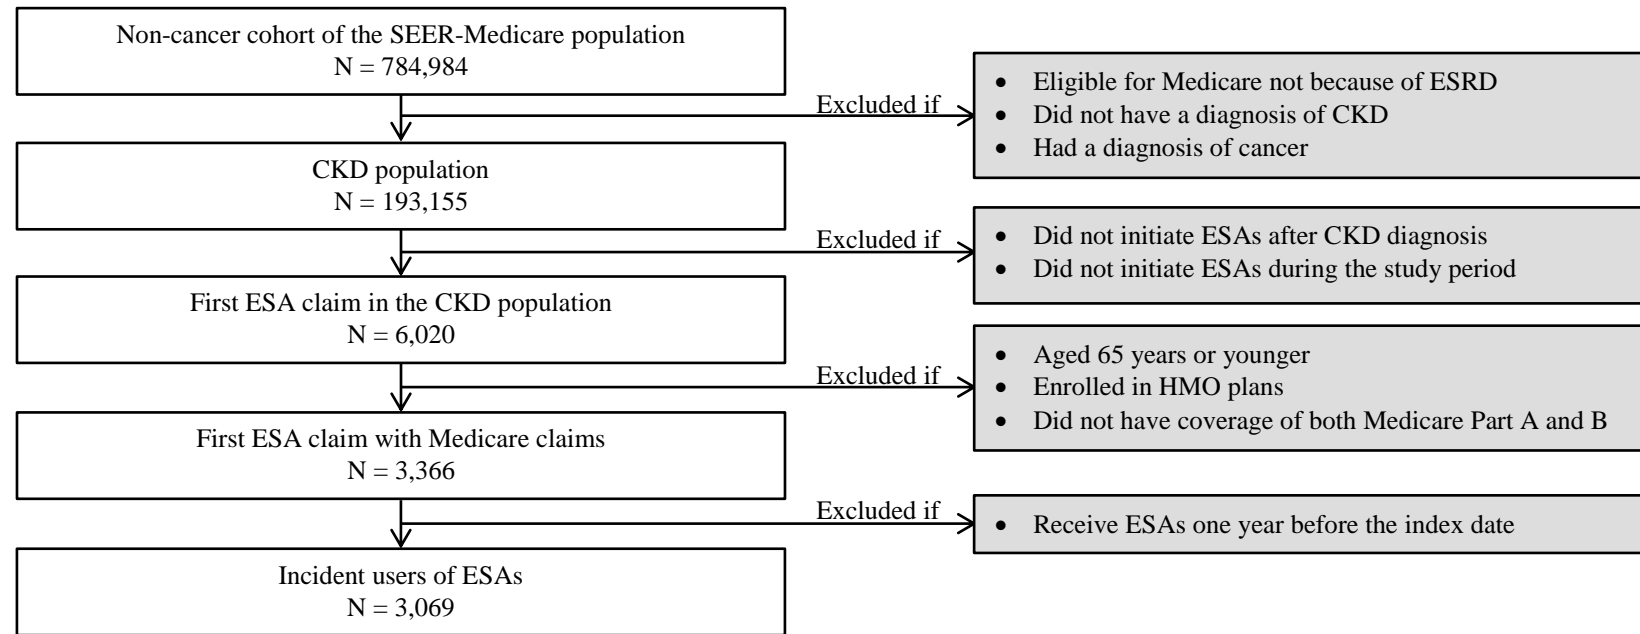 Non-cancer cohort of the SEER-Medicare population
N = 784,984
Excluded if
• Eligible for Medicare not because of ESRD
• Did not have a diagnosis of CKD
• Had a diagnosis of cancer
CKD population
N = 193,155
Excluded if
• Did not initiate ESAs after CKD diagnosis
• Did not initiate ESAs during the study period
First ESA claim in the CKD population
N = 6,020
Excluded if
• Aged 65 years or younger
• Enrolled in HMO plans
• Did not have coverage of both Medicare Part A and B
First ESA claim with Medicare claims
N = 3,366
Excluded if
• Receive ESAs one year before the index date
Incident users of ESAs
N = 3,069